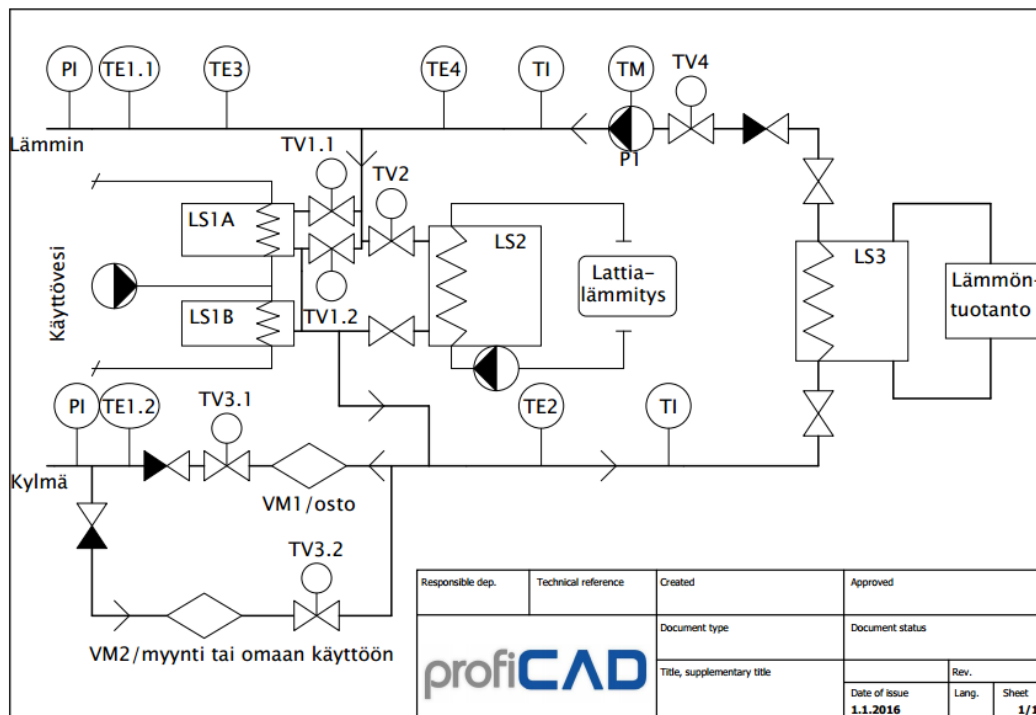 PI
TE1.1
TE3
TE4
TI
TM
TV4
Lämmin
P1
TV1.1
TV2
LS1A
LS2
LS3
Käyttövesi
Lattia-
lämmitys
Lämmön-
tuotanto
LS1B
TV1.2
PI
TE1.2
TV3.1
TE2
TI
Kylmä
VM1/osto
TV3.2
VM2/myynti tai omaan käyttöön
Responsible dep.
Technical reference
Created
Approved
Document type
Document status
profiCAD
Title, supplementary title
Rev.
Date of issue
Lang.
Sheet
1.1.2016
1/1